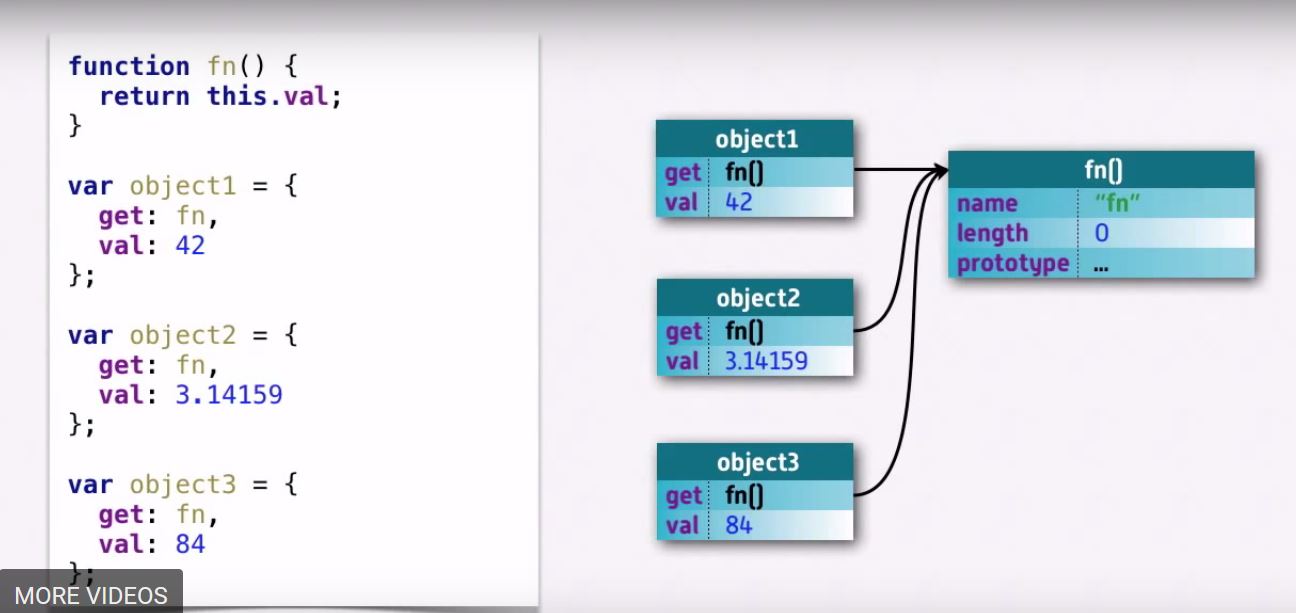 function fn() {
return this.val;
}
var object1 = {
get: fn,
val: 42
};
var object2 = {
get: fn,
val: 3.14159
};
var object3 = {
get: fn,
val: 84
};
MORE VIDEOS
object1
get fn()
val 42
object2
get fn()
val 3.14159
object3
get fn()
val 84
fn()
name "fn"
length 0
prototype ...